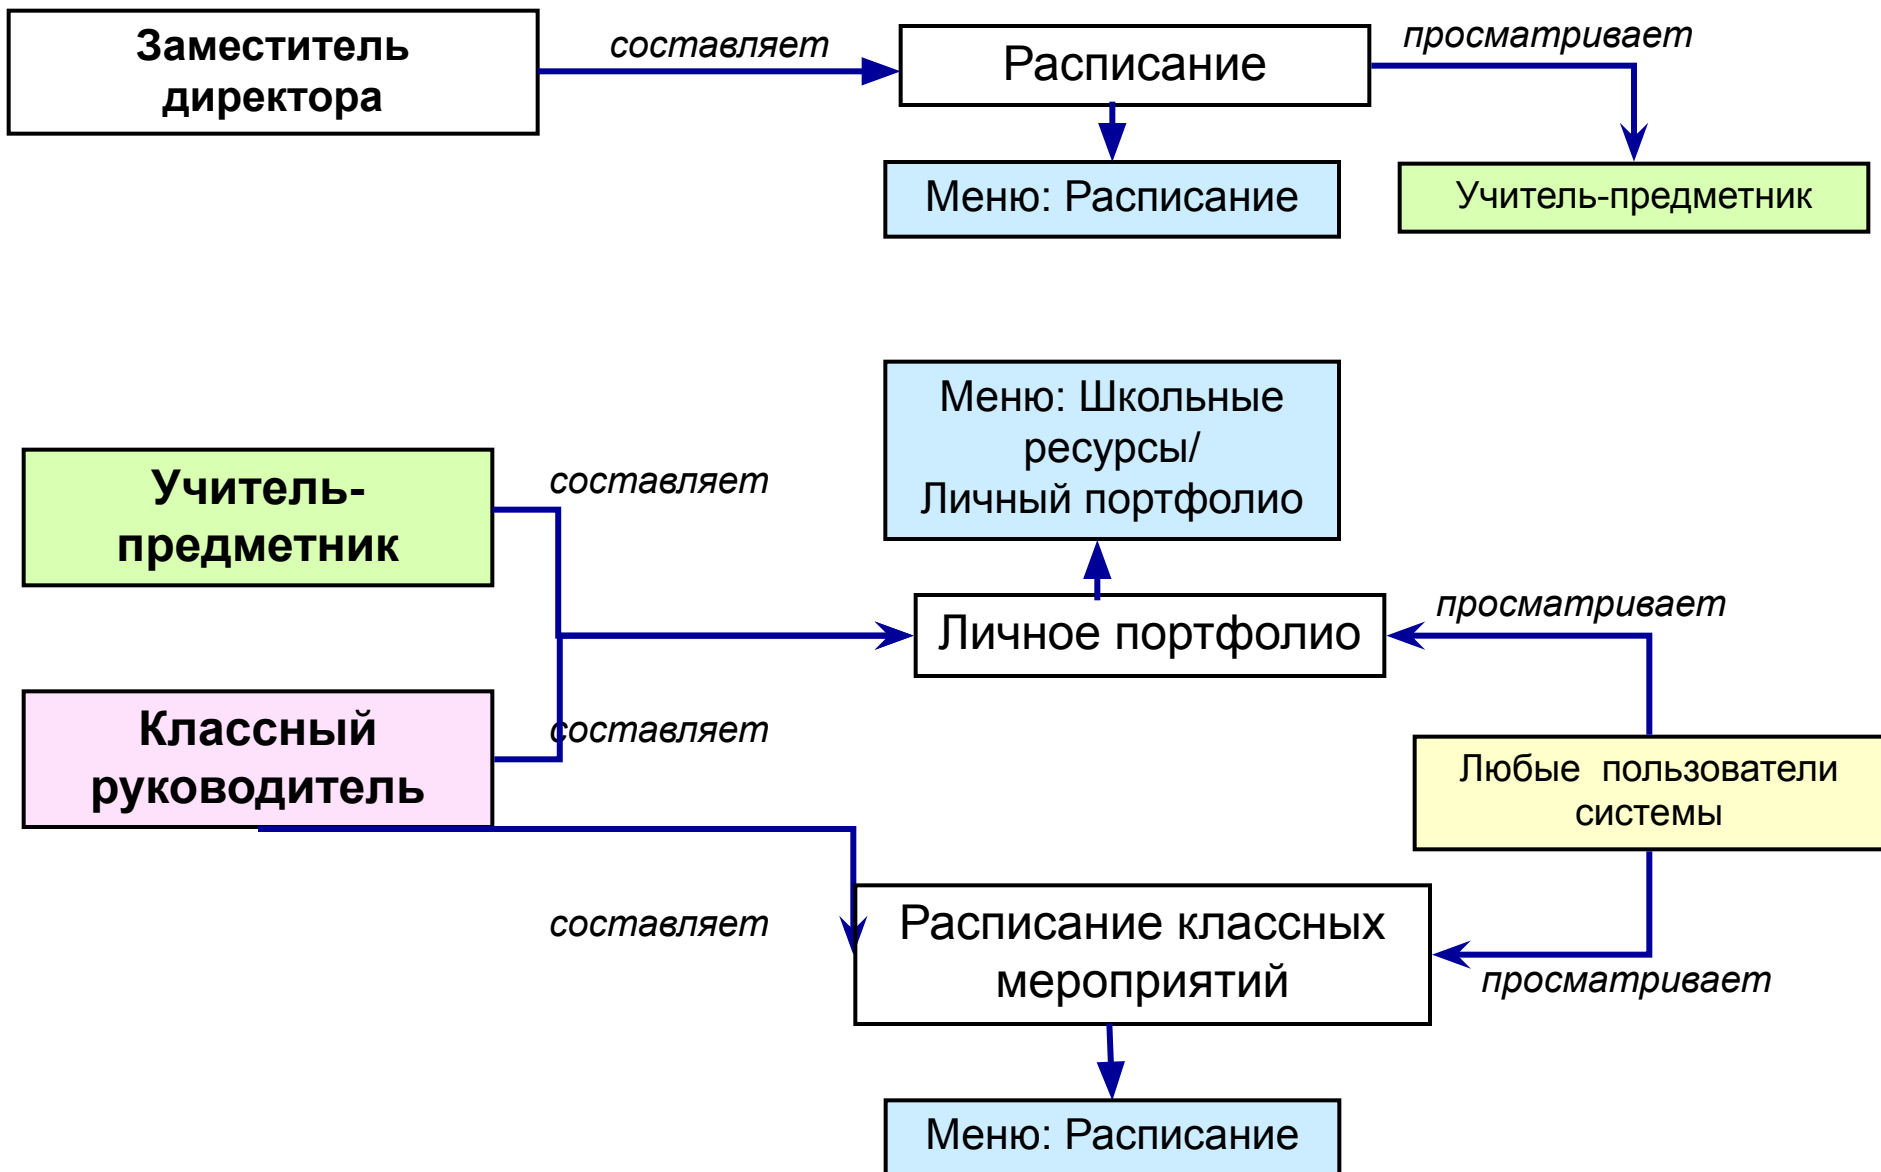 Заместитель
директора
составляет
Расписание
просматривает
Меню: Расписание
Учитель-предметник
Меню: Школьные
ресурсы/
Личный портфолио
Учитель-
предметник
составляет
Личное портфолио
просматривает
Классный
руководитель
составляет
Любые пользователи
системы
составляет
Расписание классных
мероприятий
просматривает
Меню: Расписание